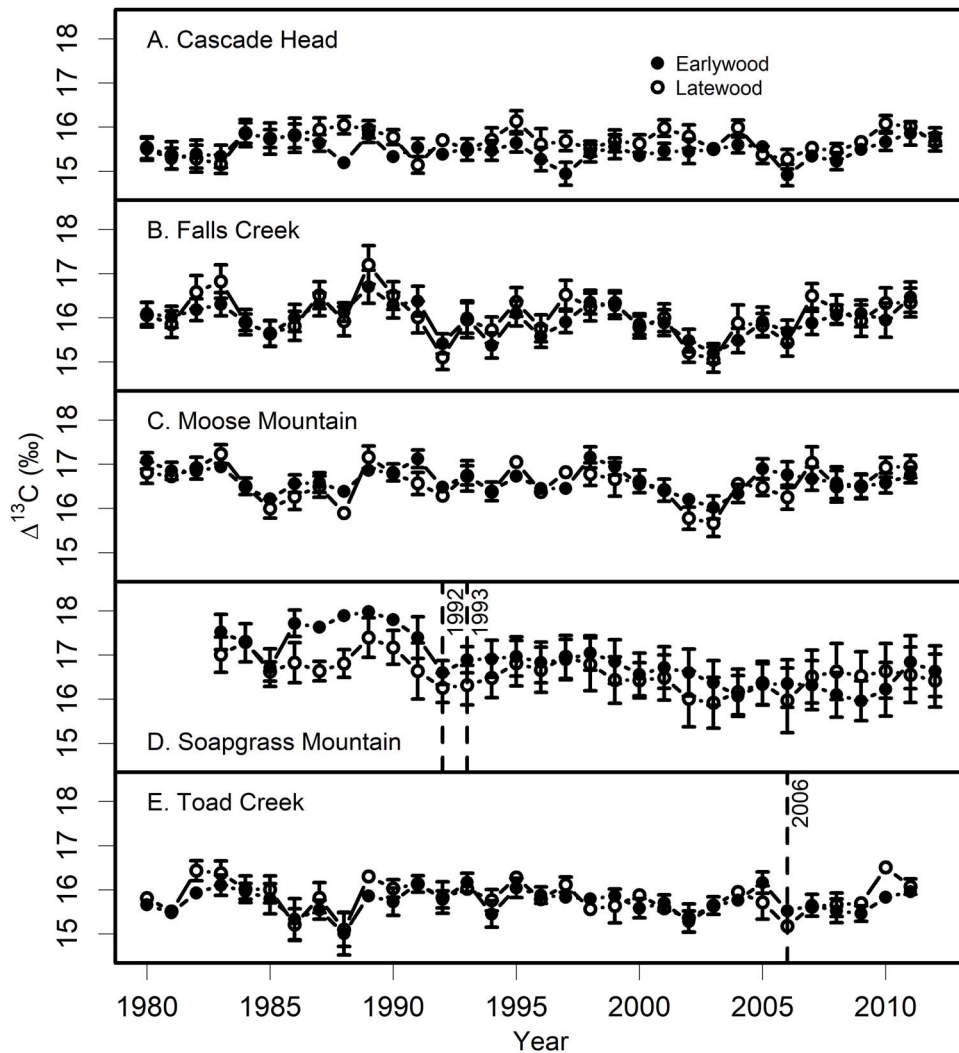 A. Cascade Head
Earlywood
Latewood
18
17
16
15
B. Falls Creek
18
17
16
15
C. Moose Mountain
18
17
16
15
Δ13C (‰)
1992
1993
18
17
16
15
D. Soapgrass Mountain
E. Toad Creek
2006
18
17
16
15
1980 1985 1990 1995 2000 2005 2010
Year